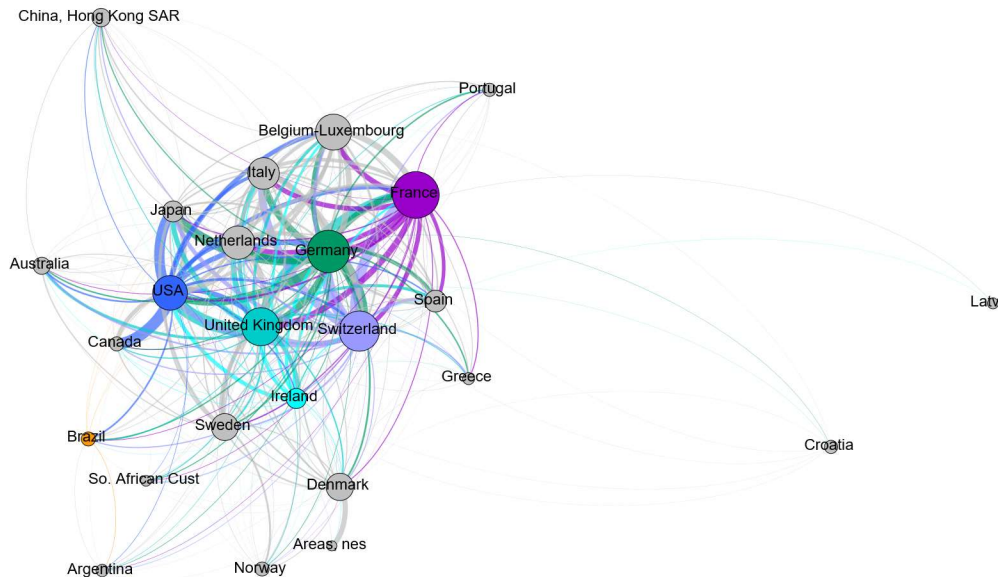 China, Hong Kong SAR
Portugal
Belgium-Luxembourg
Italy
France
Japan
Netherlands
Germany
Australia
USA
Spain
Latv
United Kingdom
Switzerland
Canada
Greece
Ireland
Sweden
Brazil
Croatia
So. African Cust
Denmark
Areas, nes
Norway
Argentina